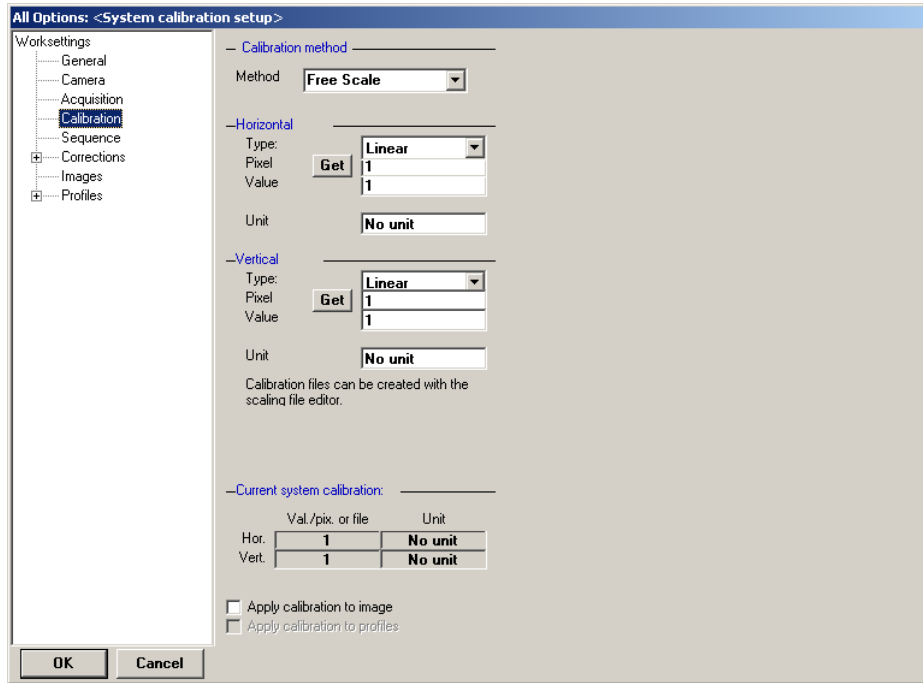 All Options: <System calibration setup>
Worksettings
General
Camera
Acquisition
Calibration
Sequence
Corrections
Images
Profiles
Calibration method
Method Free Scale
Horizontal
Type: Linear
Pixel Get 1
Value 1
Unit No unit
Vertical
Type: Linear
Pixel Get 1
Value 1
Unit No unit
Calibration files can be created with the
scaling file editor.
Current system calibration:
Val./pix. or file Unit
Hor. 1 No unit
Vert. 1 No unit
Apply calibration to image
Apply calibration to profiles
OK Cancel